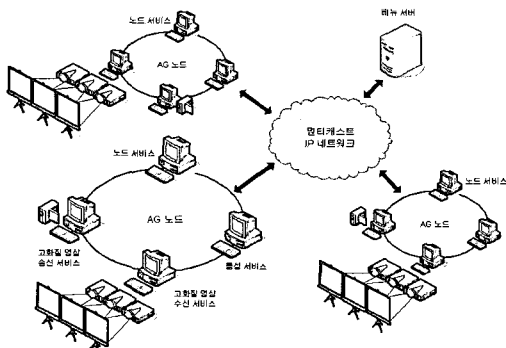 노드 서비스
베뉴 서버
AG 노드
멀티캐스트
IP 네트워크
노드 서비스
노드 서비스
AG 노드
AG 노드
고화질 영상
송신 서비스
음성 서비스
고화질 영상
수신 서비스